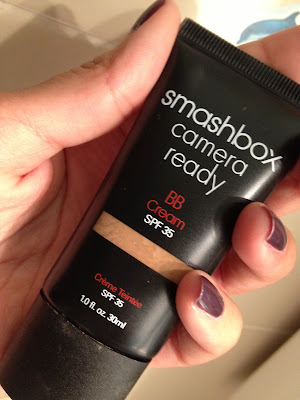 smashbox
camera
ready
BB
Cream
SPF 35
Crème Teintée
SPF 35
1.0 fl. oz. 30ml